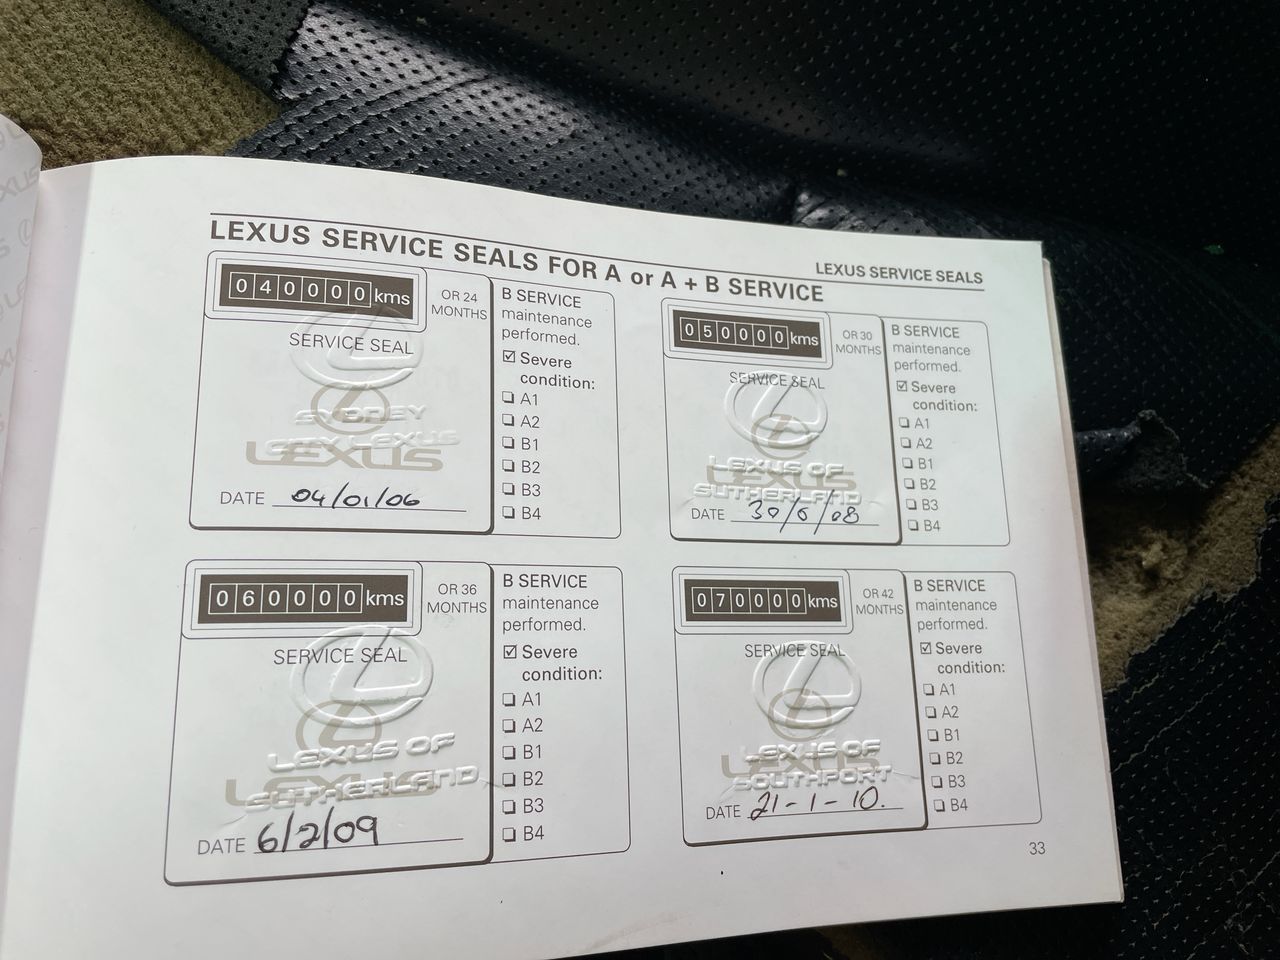 LEXUS SERVICE SEALS
LEXUS SERVICE SEALS FOR A or A + B SERVICE
040000 kms
OR 24
MONTHS
SERVICE SEAL
SYDNEY
CITY LEXUS
LEXUS
DATE 04/01/06
B SERVICE
maintenance
performed.
☑ Severe
condition:
❏ A1
❏ A2
❏ B1
❏ B2
❏ B3
❏ B4
050000 kms
OR 30
MONTHS
SERVICE SEAL
LEXUS OF
LEXUS
SUTHERLAND
DATE 30/6/08
B SERVICE
maintenance
performed.
☑ Severe
condition:
❏ A1
❏ A2
❏ B1
❏ B2
❏ B3
❏ B4
060000 kms
OR 36
MONTHS
SERVICE SEAL
LEXUS OF
LEXUS
SUTHERLAND
DATE 6/2/09
B SERVICE
maintenance
performed.
☑ Severe
condition:
❏ A1
❏ A2
❏ B1
❏ B2
❏ B3
❏ B4
070000 kms
OR 42
MONTHS
SERVICE SEAL
LEXUS OF
LEXUS
SOUTHPORT
DATE 21-1-10.
B SERVICE
maintenance
performed.
☑ Severe
condition:
❏ A1
❏ A2
❏ B1
❏ B2
❏ B3
❏ B4
33